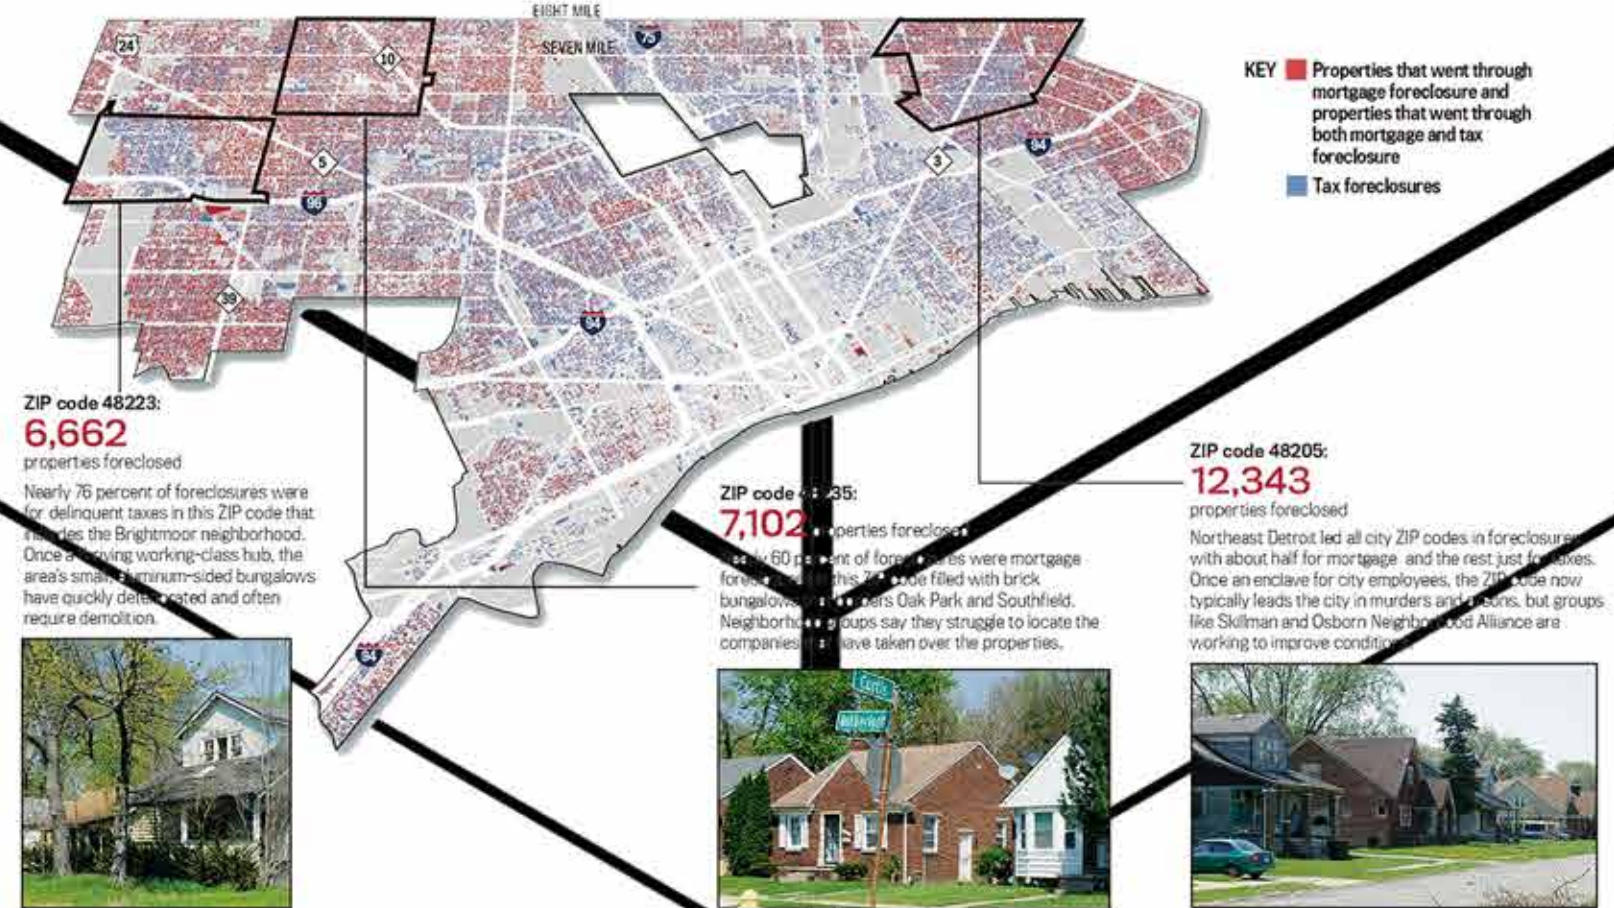 EIGHT MILE
SEVEN MILE
24
10
75
5
96
39
94
3
94
94
KEY
Properties that went through
mortgage foreclosure and
properties that went through
both mortgage and tax
foreclosure
Tax foreclosures
ZIP code 48223:
6,662
properties foreclosed
Nearly 76 percent of foreclosures were
for delinquent taxes in this ZIP code that
the Brightmoor neighborhood.
Once a working-class hub, the
area's small, bungalows
have quickly and often
require demolition.
ZIP code 35:
7,102 foreclosed
60 were mortgage
this filled with brick
Oak Park and Southfield.
say they struggle to locate the
companies have taken over the properties.
Curtis
ZIP code 48205:
12,343
properties foreclosed
Northeast Detroit led all city ZIP codes in foreclosures
with about half for mortgage and the rest just for taxes.
Once an enclave for city employees, the ZIP code now
typically leads the city in murders and but groups
like Skillman and Osborn Alliance are
working to improve